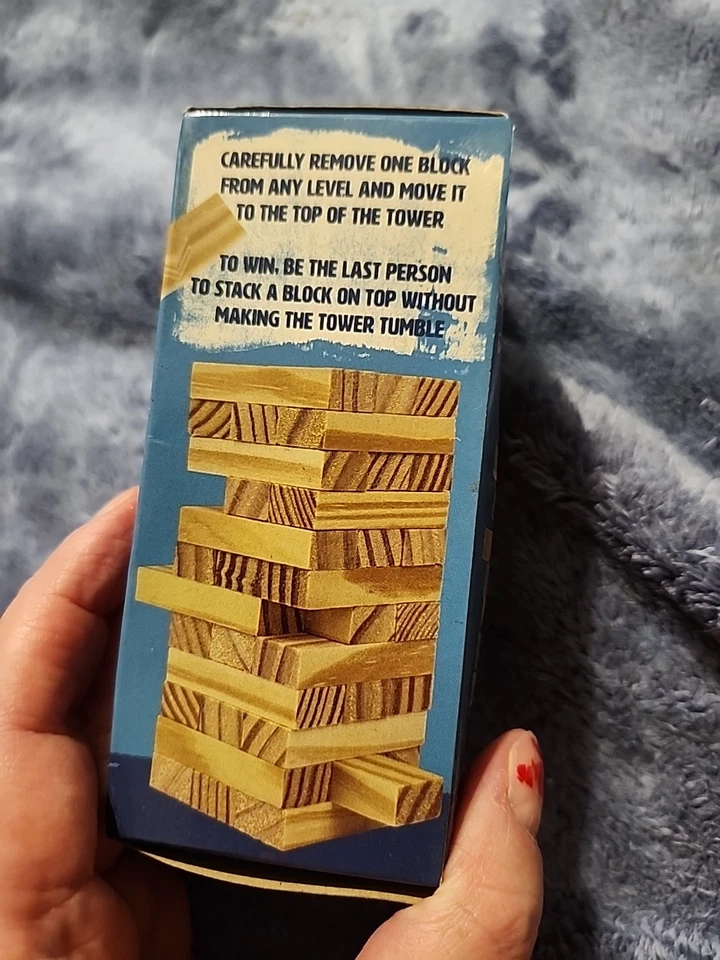 CAREFULLY REMOVE ONE BLOCK
FROM ANY LEVEL AND MOVE IT
TO THE TOP OF THE TOWER
TO WIN, BE THE LAST PERSON
TO STACK A BLOCK ON TOP WITHOUT
MAKING THE TOWER TUMBLE